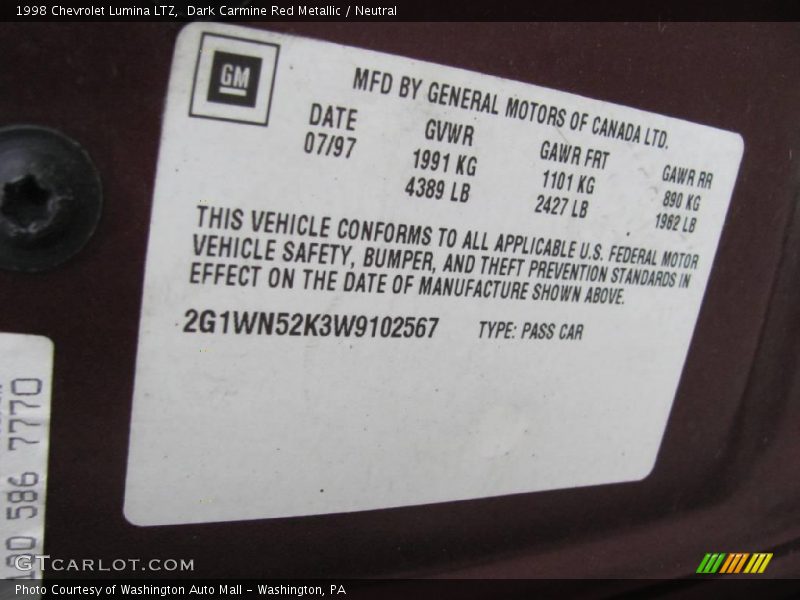 1998 Chevrolet Lumina LTZ, Dark Carmine Red Metallic / Neutral
GM
MFD BY GENERAL MOTORS OF CANADA LTD.
DATE GVWR GAWR FRT GAWR RR
07/97 1991 KG 1101 KG 890 KG
4389 LB 2427 LB 1962 LB
THIS VEHICLE CONFORMS TO ALL APPLICABLE U.S. FEDERAL MOTOR
VEHICLE SAFETY, BUMPER, AND THEFT PREVENTION STANDARDS IN
EFFECT ON THE DATE OF MANUFACTURE SHOWN ABOVE.
2G1WN52K3W9102567 TYPE: PASS CAR
586 7770
GTCARLOT.COM
Photo Courtesy of Washington Auto Mall - Washington, PA